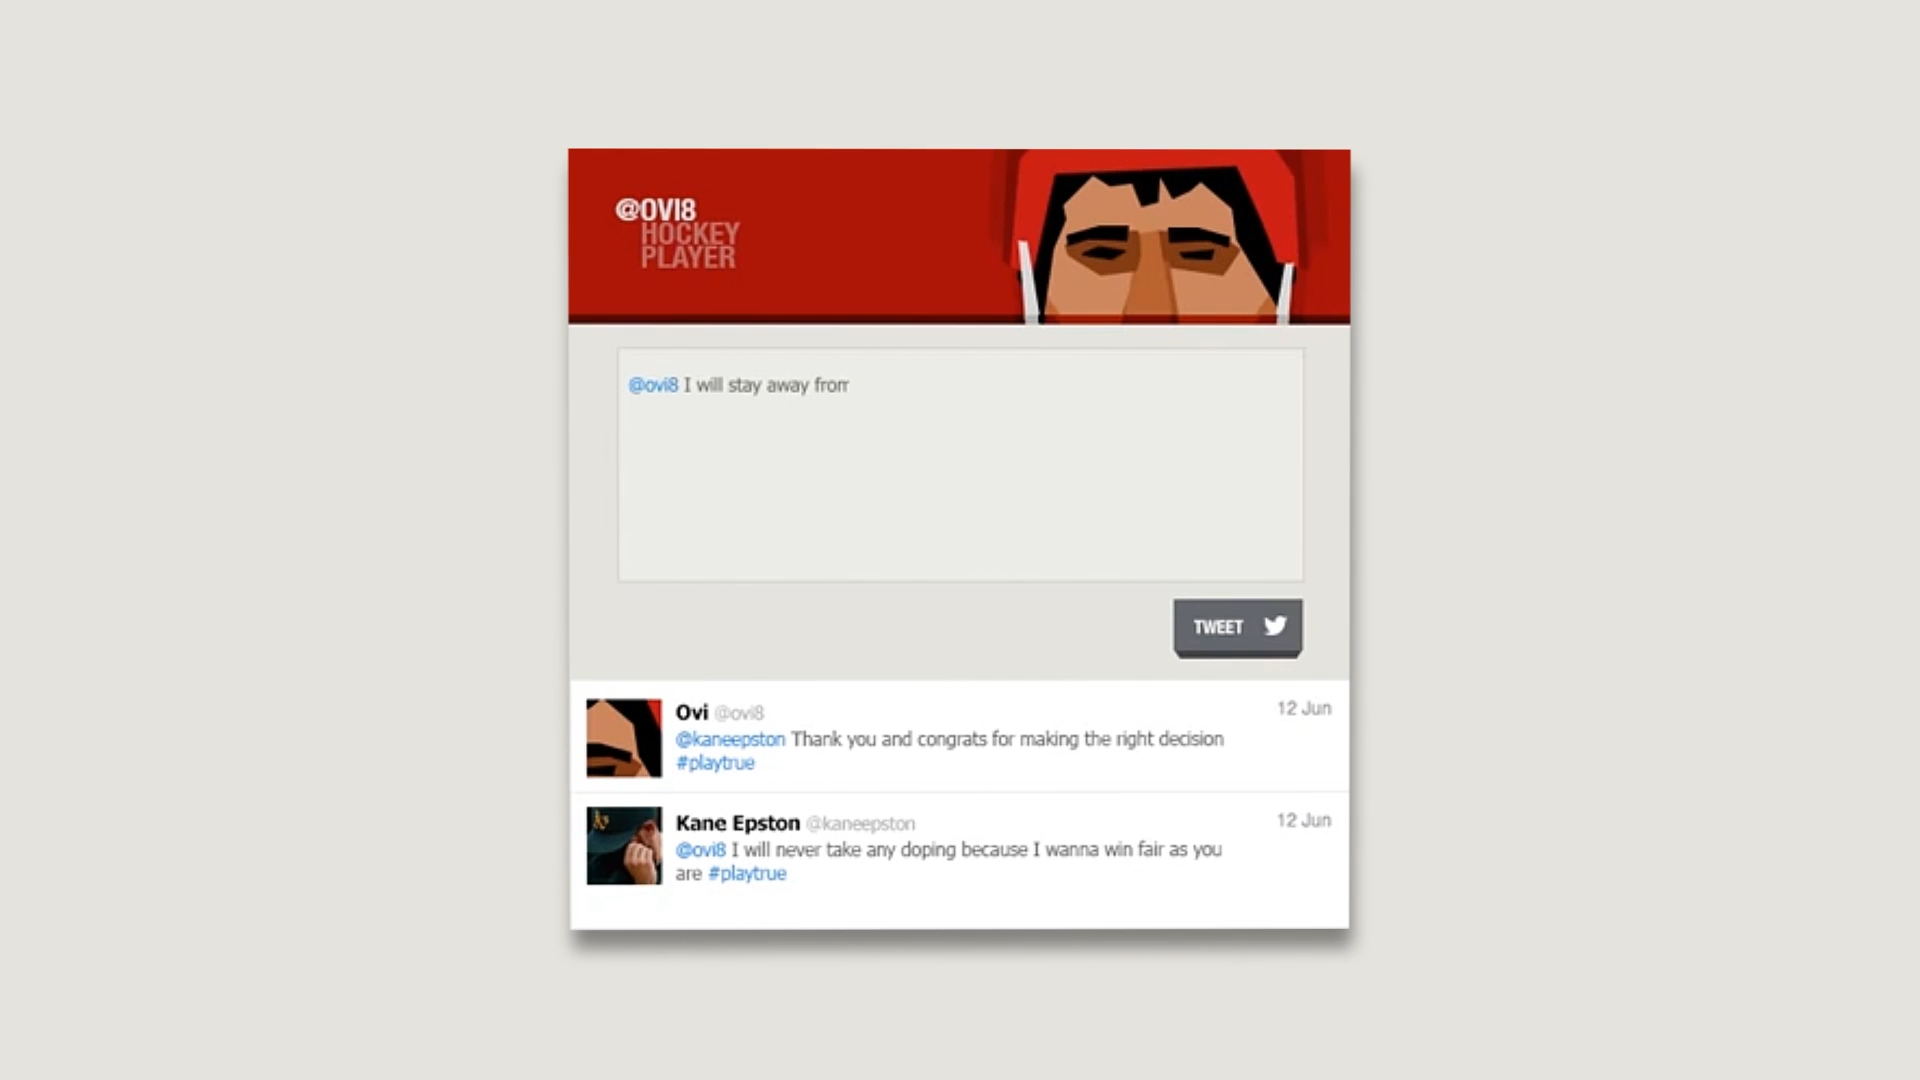 @OVI8
HOCKEY
PLAYER
@ovi8 I will stay away from
TWEET
Ovi @ovi8 12 Jun
@kaneepston Thank you and congrats for making the right decision
#playtrue
Kane Epston @kaneepston 12 Jun
@ovi8 I will never take any doping because I wanna win fair as you
are #playtrue